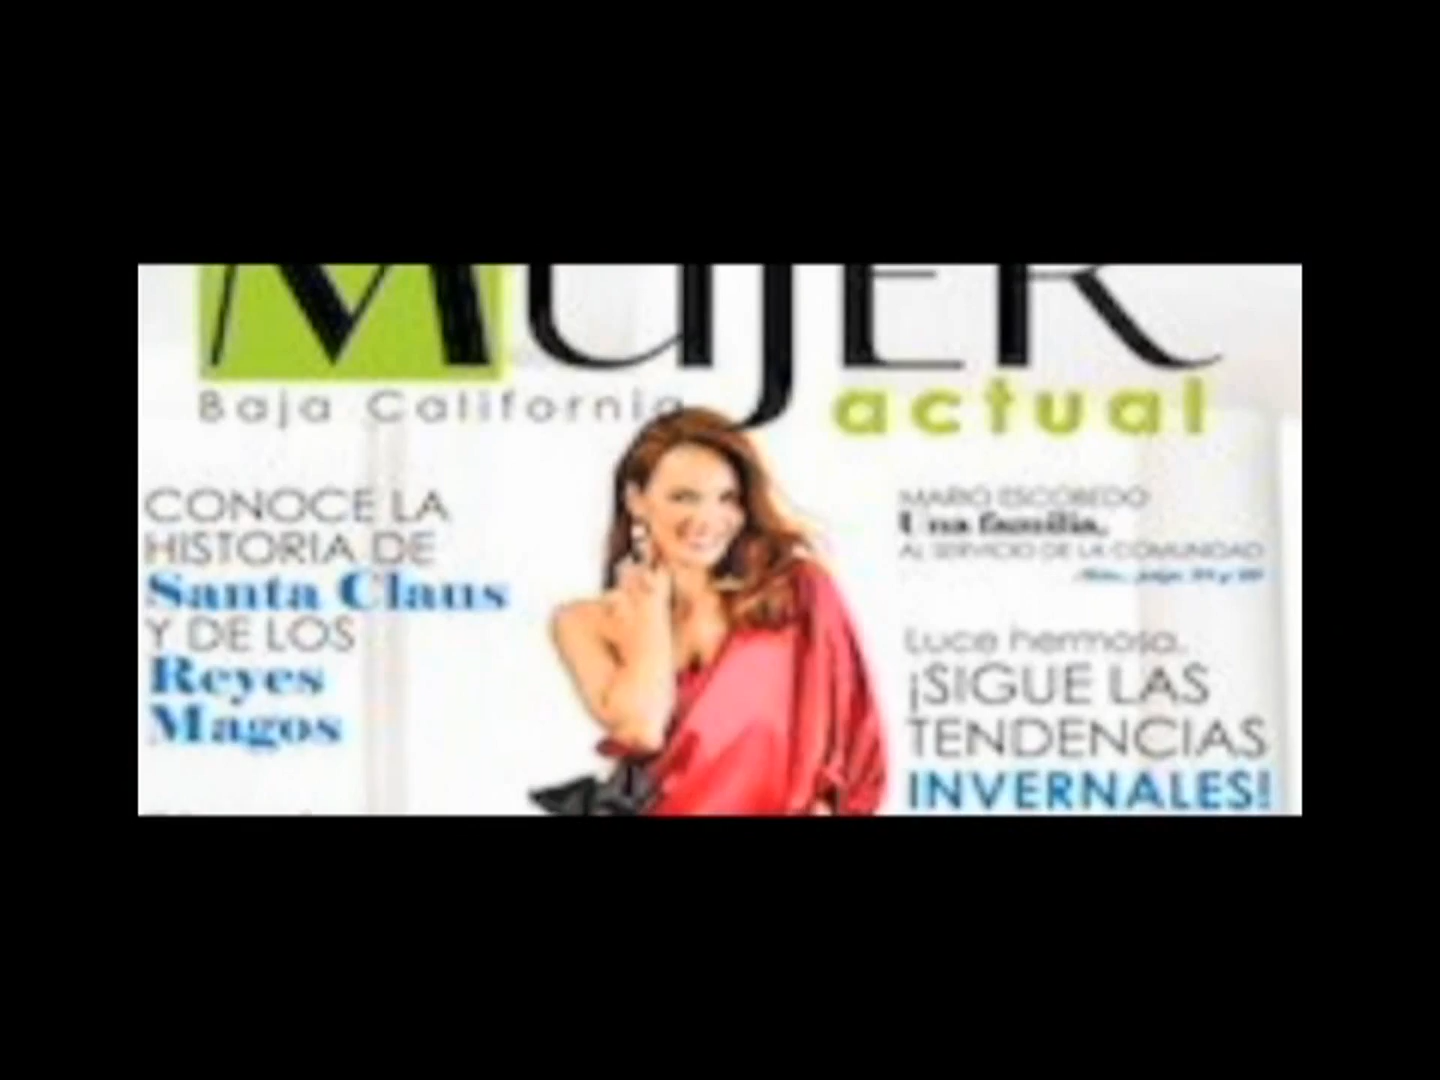 MUJER
Baja California
actual
CONOCE LA
HISTORIA DE
Santa Claus
Y DE LOS
Reyes
Magos
MARIO ESCOBEDO
Una familia,
AL SERVICIO DE LA COMUNIDAD
Luce hermosa,
¡SIGUE LAS
TENDENCIAS
INVERNALES!